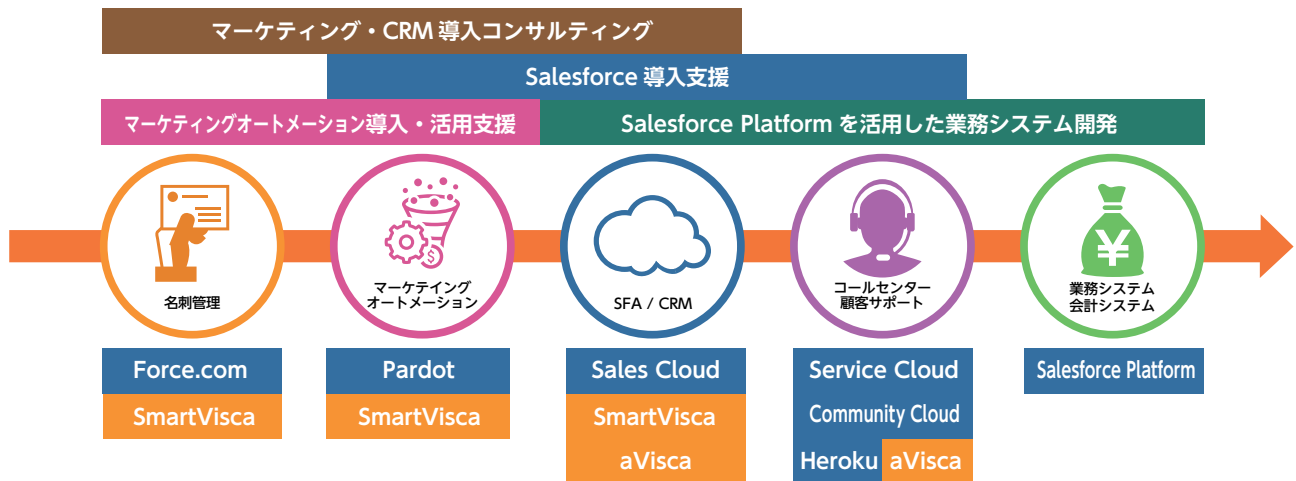 マーケティング・CRM 導入コンサルティング
Salesforce 導入支援
マーケティングオートメーション導入・活用支援
Salesforce Platform を活用した業務システム開発
名刺管理
マーケテイング
オートメーション
$
SFA / CRM
コールセンター
顧客サポート
¥
業務システム
会計システム
Force.com
SmartVisca
Pardot
SmartVisca
Sales Cloud
SmartVisca
aVisca
Service Cloud
Community Cloud
Heroku
aVisca
Salesforce Platform